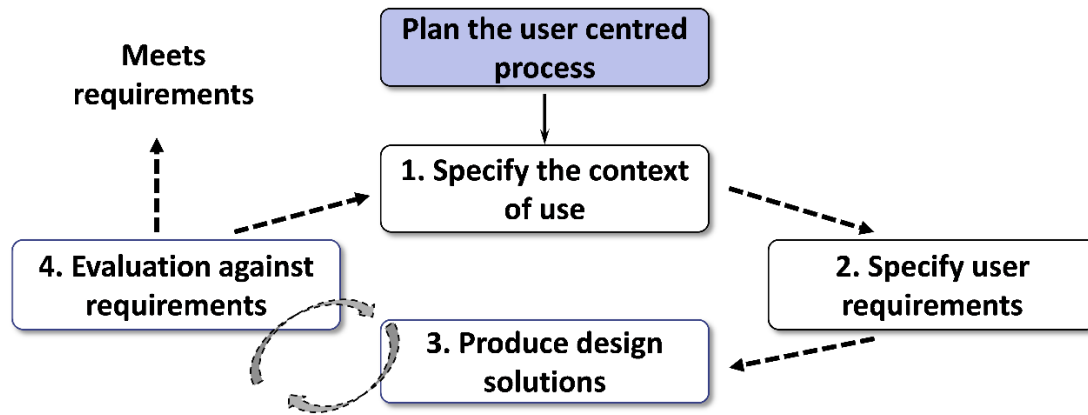 Plan the user centred
process
Meets
requirements
1. Specify the context
of use
4. Evaluation against
requirements
2. Specify user
requirements
3. Produce design
solutions